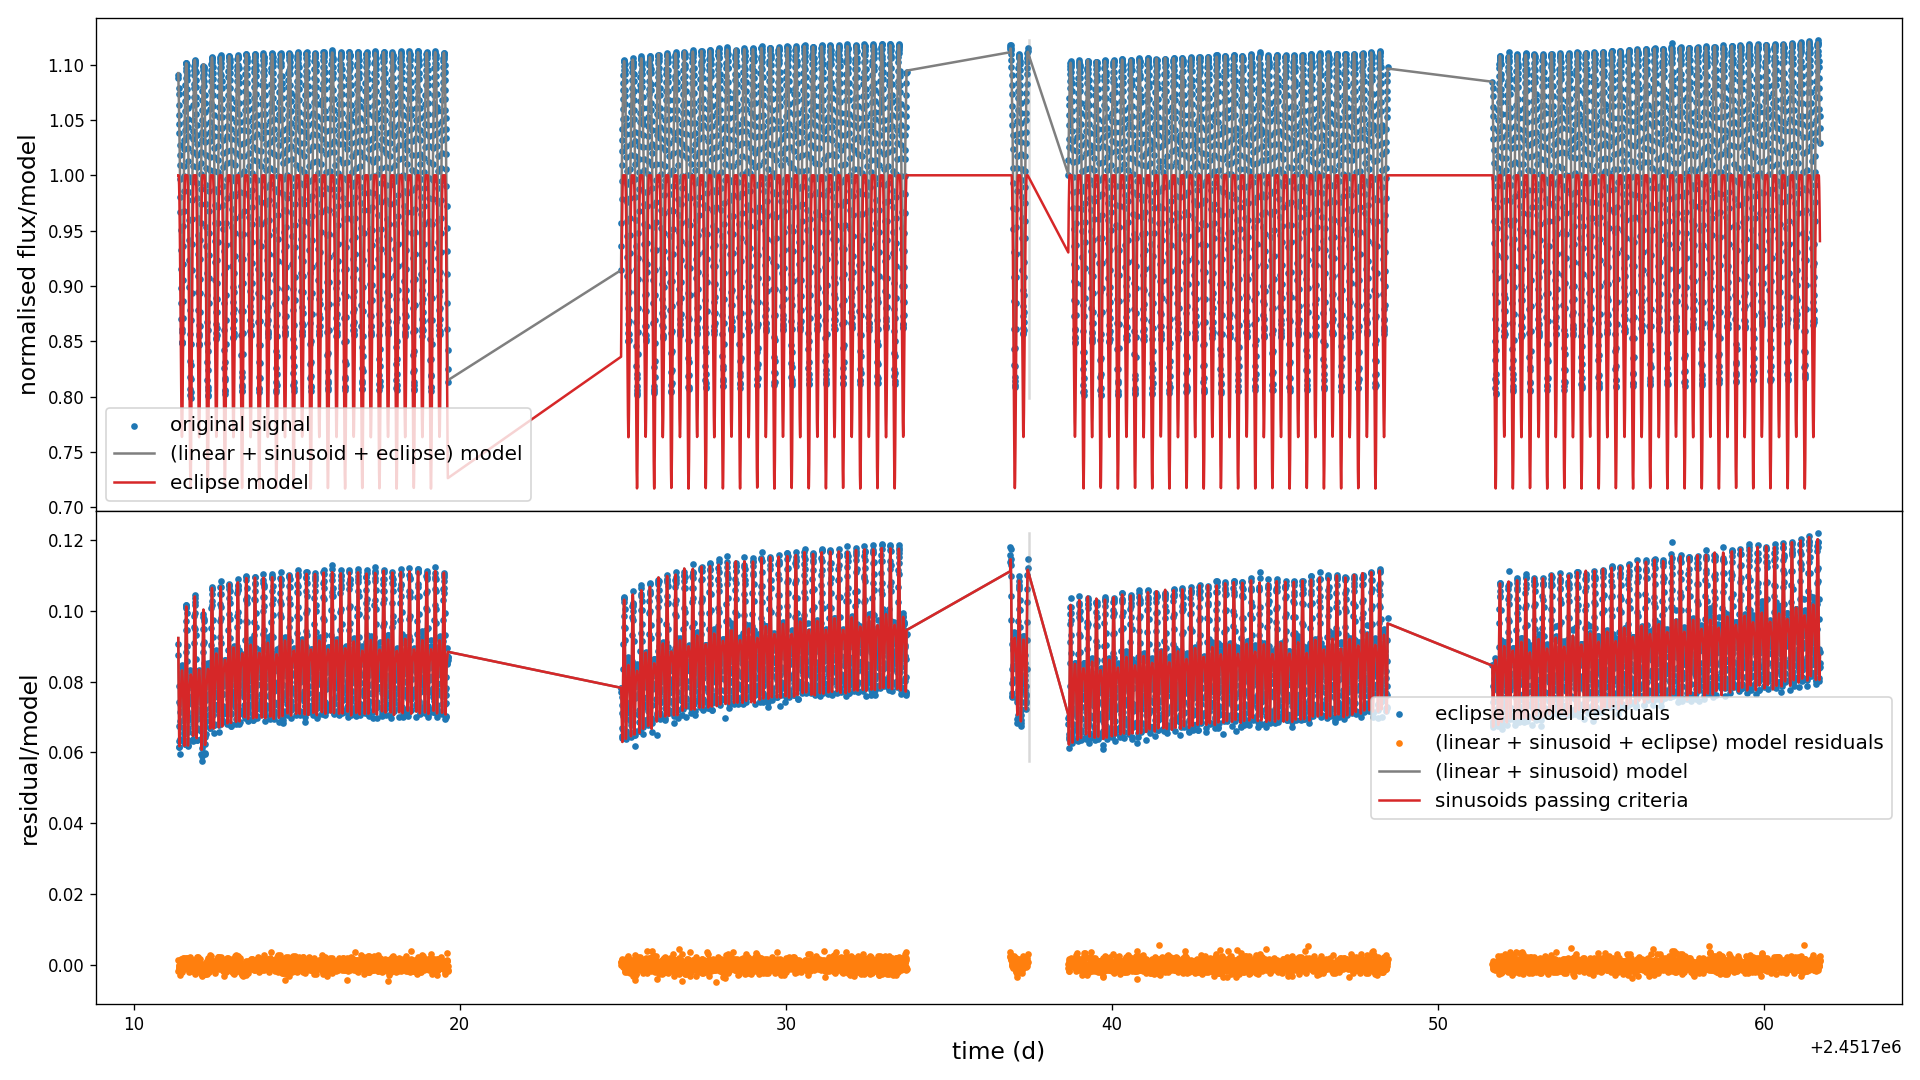 normalised flux/model
1.10
1.05
1.00
0.95
0.90
0.85
0.80
0.75
0.70
original signal
(linear + sinusoid + eclipse) model
eclipse model
residual/model
0.12
0.10
0.08
0.06
0.04
0.02
0.00
eclipse model residuals
(linear + sinusoid + eclipse) model residuals
(linear + sinusoid) model
sinusoids passing criteria
10 20 30 40 50 60
time (d)
+2.4517e6